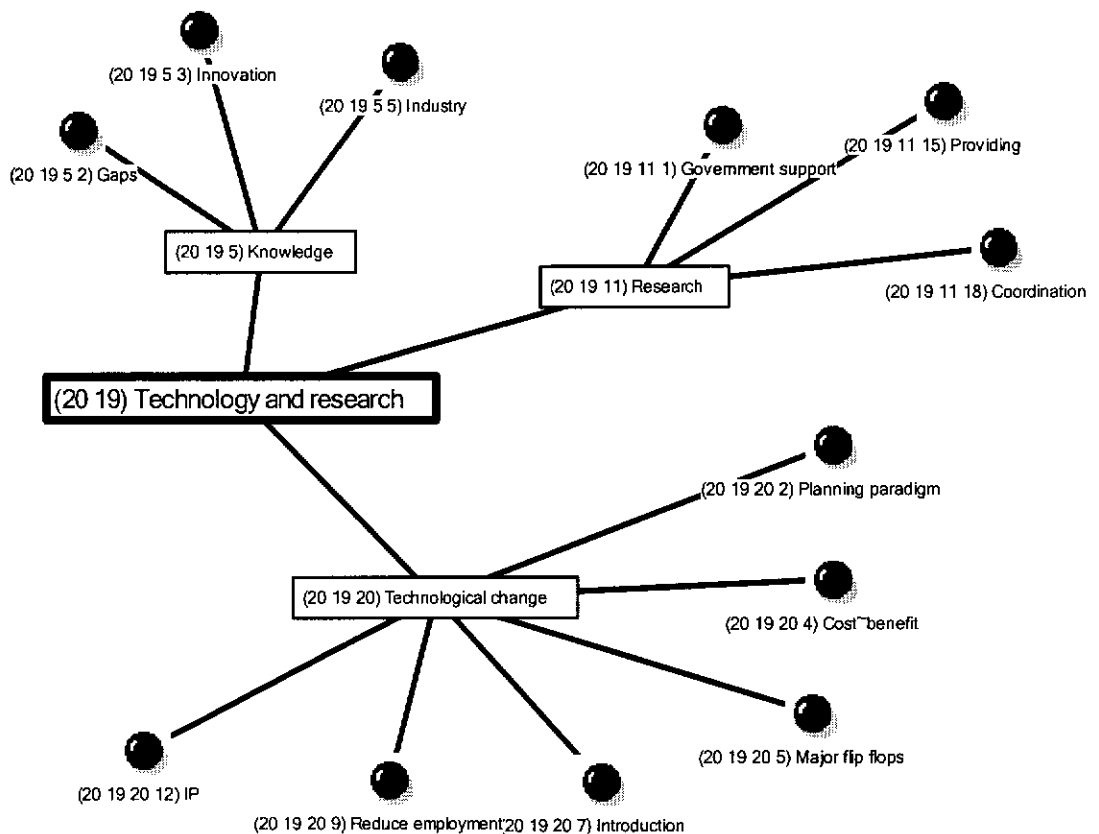 (20 19 5 3) Innovation
(20 19 5 5) Industry
(20 19 11 15) Providing
(20 19 5 2) Gaps
(20 19 11 1) Government support
(20 19 5) Knowledge
(20 19 11) Research
(20 19 11 18) Coordination
(20 19) Technology and research
(20 19 20 2) Planning paradigm
(20 19 20) Technological change
(20 19 20 4) Cost~benefit
(20 19 20 5) Major flip flops
(20 19 20 12) IP
(20 19 20 9) Reduce employment
(20 19 20 7) Introduction